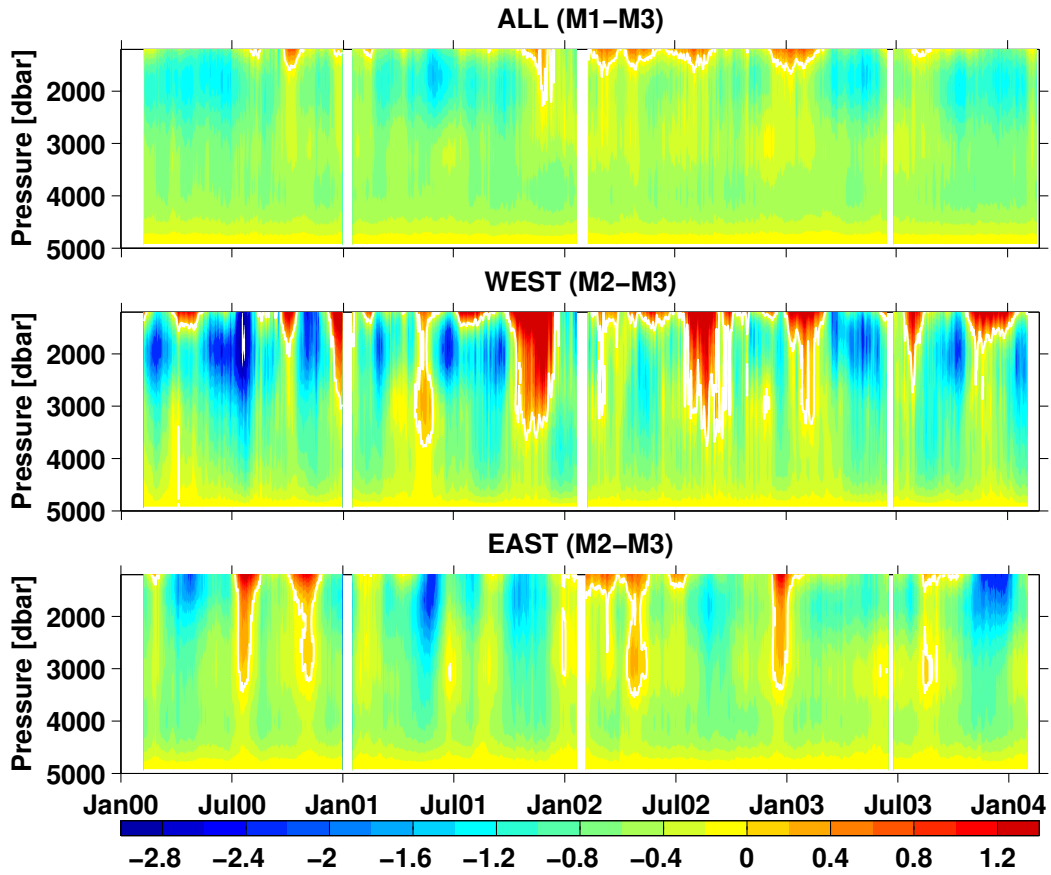 ALL (M1−M3)
Pressure [dbar]
2000
3000
4000
5000
WEST (M2−M3)
Pressure [dbar]
2000
3000
4000
5000
EAST (M2−M3)
Pressure [dbar]
2000
3000
4000
5000
Jan00 Jul00 Jan01 Jul01 Jan02 Jul02 Jan03 Jul03 Jan04
−2.8 −2.4 −2 −1.6 −1.2 −0.8 −0.4 0 0.4 0.8 1.2